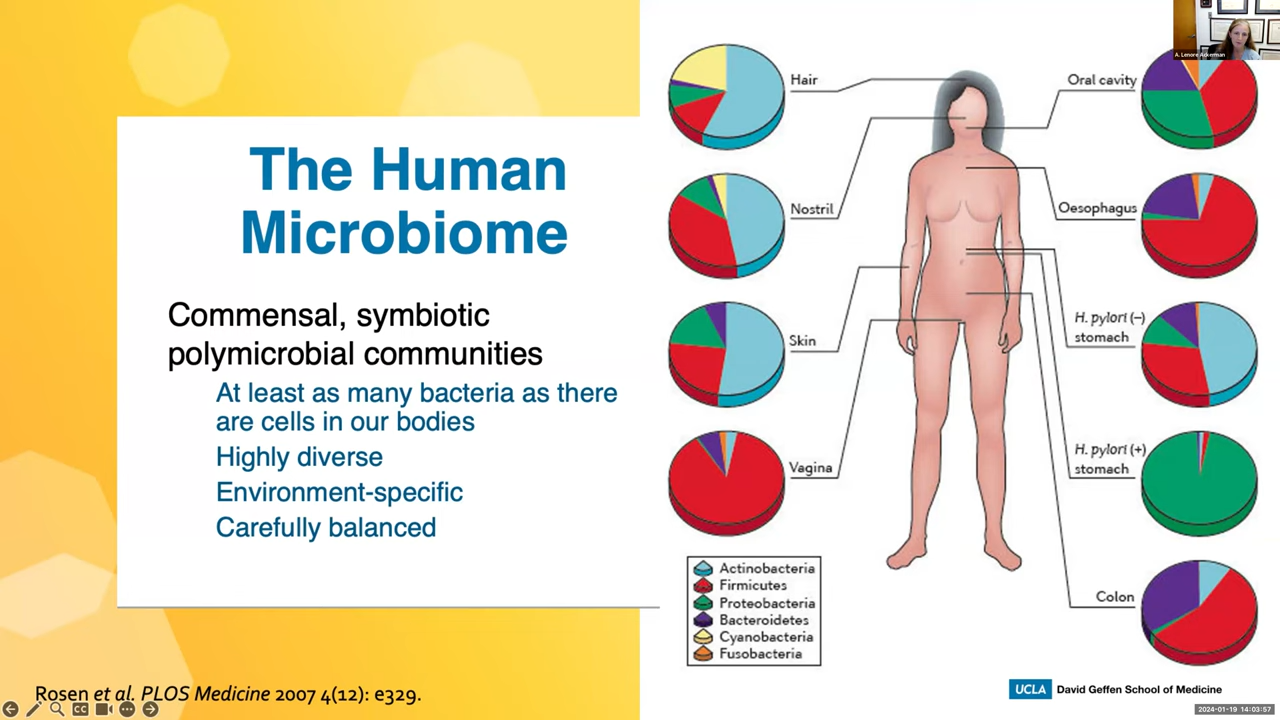 The Human
Microbiome
Commensal, symbiotic
polymicrobial communities
At least as many bacteria as there
are cells in our bodies
Highly diverse
Environment-specific
Carefully balanced
Rosen et al. PLOS Medicine 2007 4(12): e329.
Hair
Nostril
Skin
Vagina
Oral cavity
Oesophagus
H. pylori (–)
stomach
H. pylori (+)
stomach
Colon
Actinobacteria
Firmicutes
Proteobacteria
Bacteroidetes
Cyanobacteria
Fusobacteria
A. Lenore Ackerman
UCLA David Geffen School of Medicine
CC
2024-01-19 14:03:57